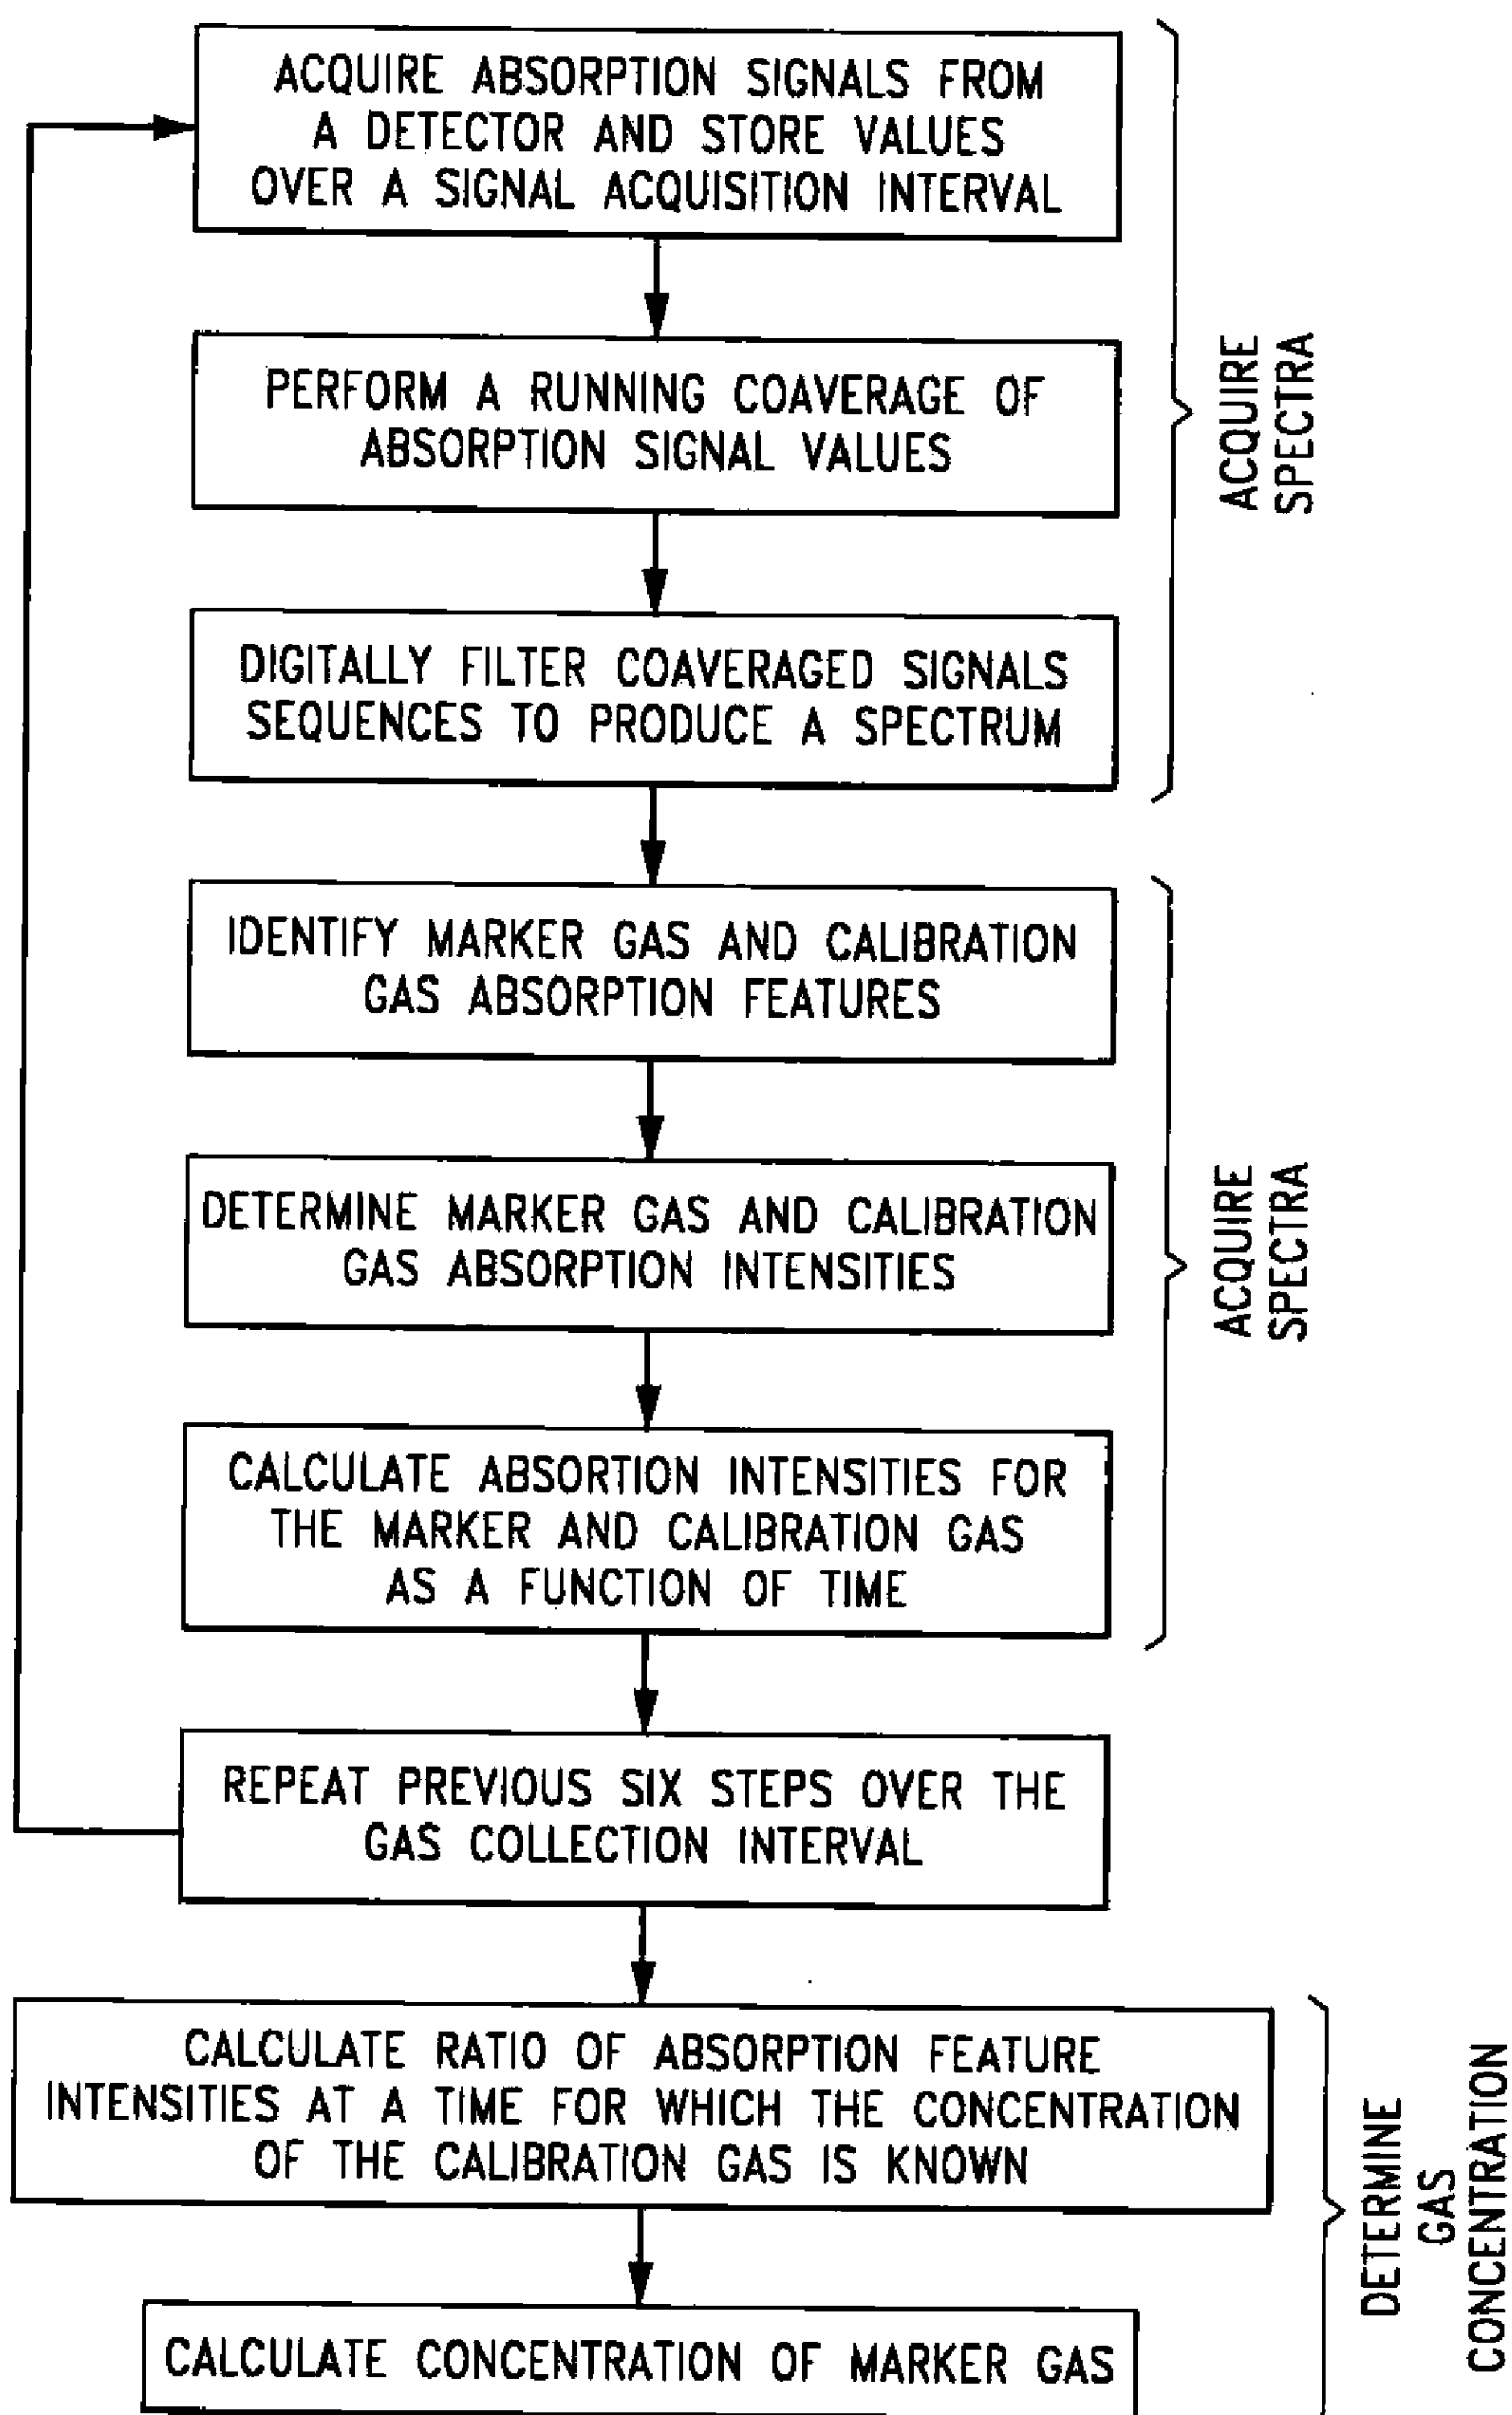 ACQUIRE ABSORPTION SIGNALS FROM
A DETECTOR AND STORE VALUES
OVER A SIGNAL ACQUISITION INTERVAL
PERFORM A RUNNING COAVERAGE OF
ABSORPTION SIGNAL VALUES
DIGITALLY FILTER COAVERAGED SIGNALS
SEQUENCES TO PRODUCE A SPECTRUM
ACQUIRE
SPECTRA
IDENTIFY MARKER GAS AND CALIBRATION
GAS ABSORPTION FEATURES
DETERMINE MARKER GAS AND CALIBRATION
GAS ABSORPTION INTENSITIES
CALCULATE ABSORTION INTENSITIES FOR
THE MARKER AND CALIBRATION GAS
AS A FUNCTION OF TIME
ACQUIRE
SPECTRA
REPEAT PREVIOUS SIX STEPS OVER THE
GAS COLLECTION INTERVAL
CALCULATE RATIO OF ABSORPTION FEATURE
INTENSITIES AT A TIME FOR WHICH THE CONCENTRATION
OF THE CALIBRATION GAS IS KNOWN
CALCULATE CONCENTRATION OF MARKER GAS
DETERMINE
GAS
CONCENTRATION